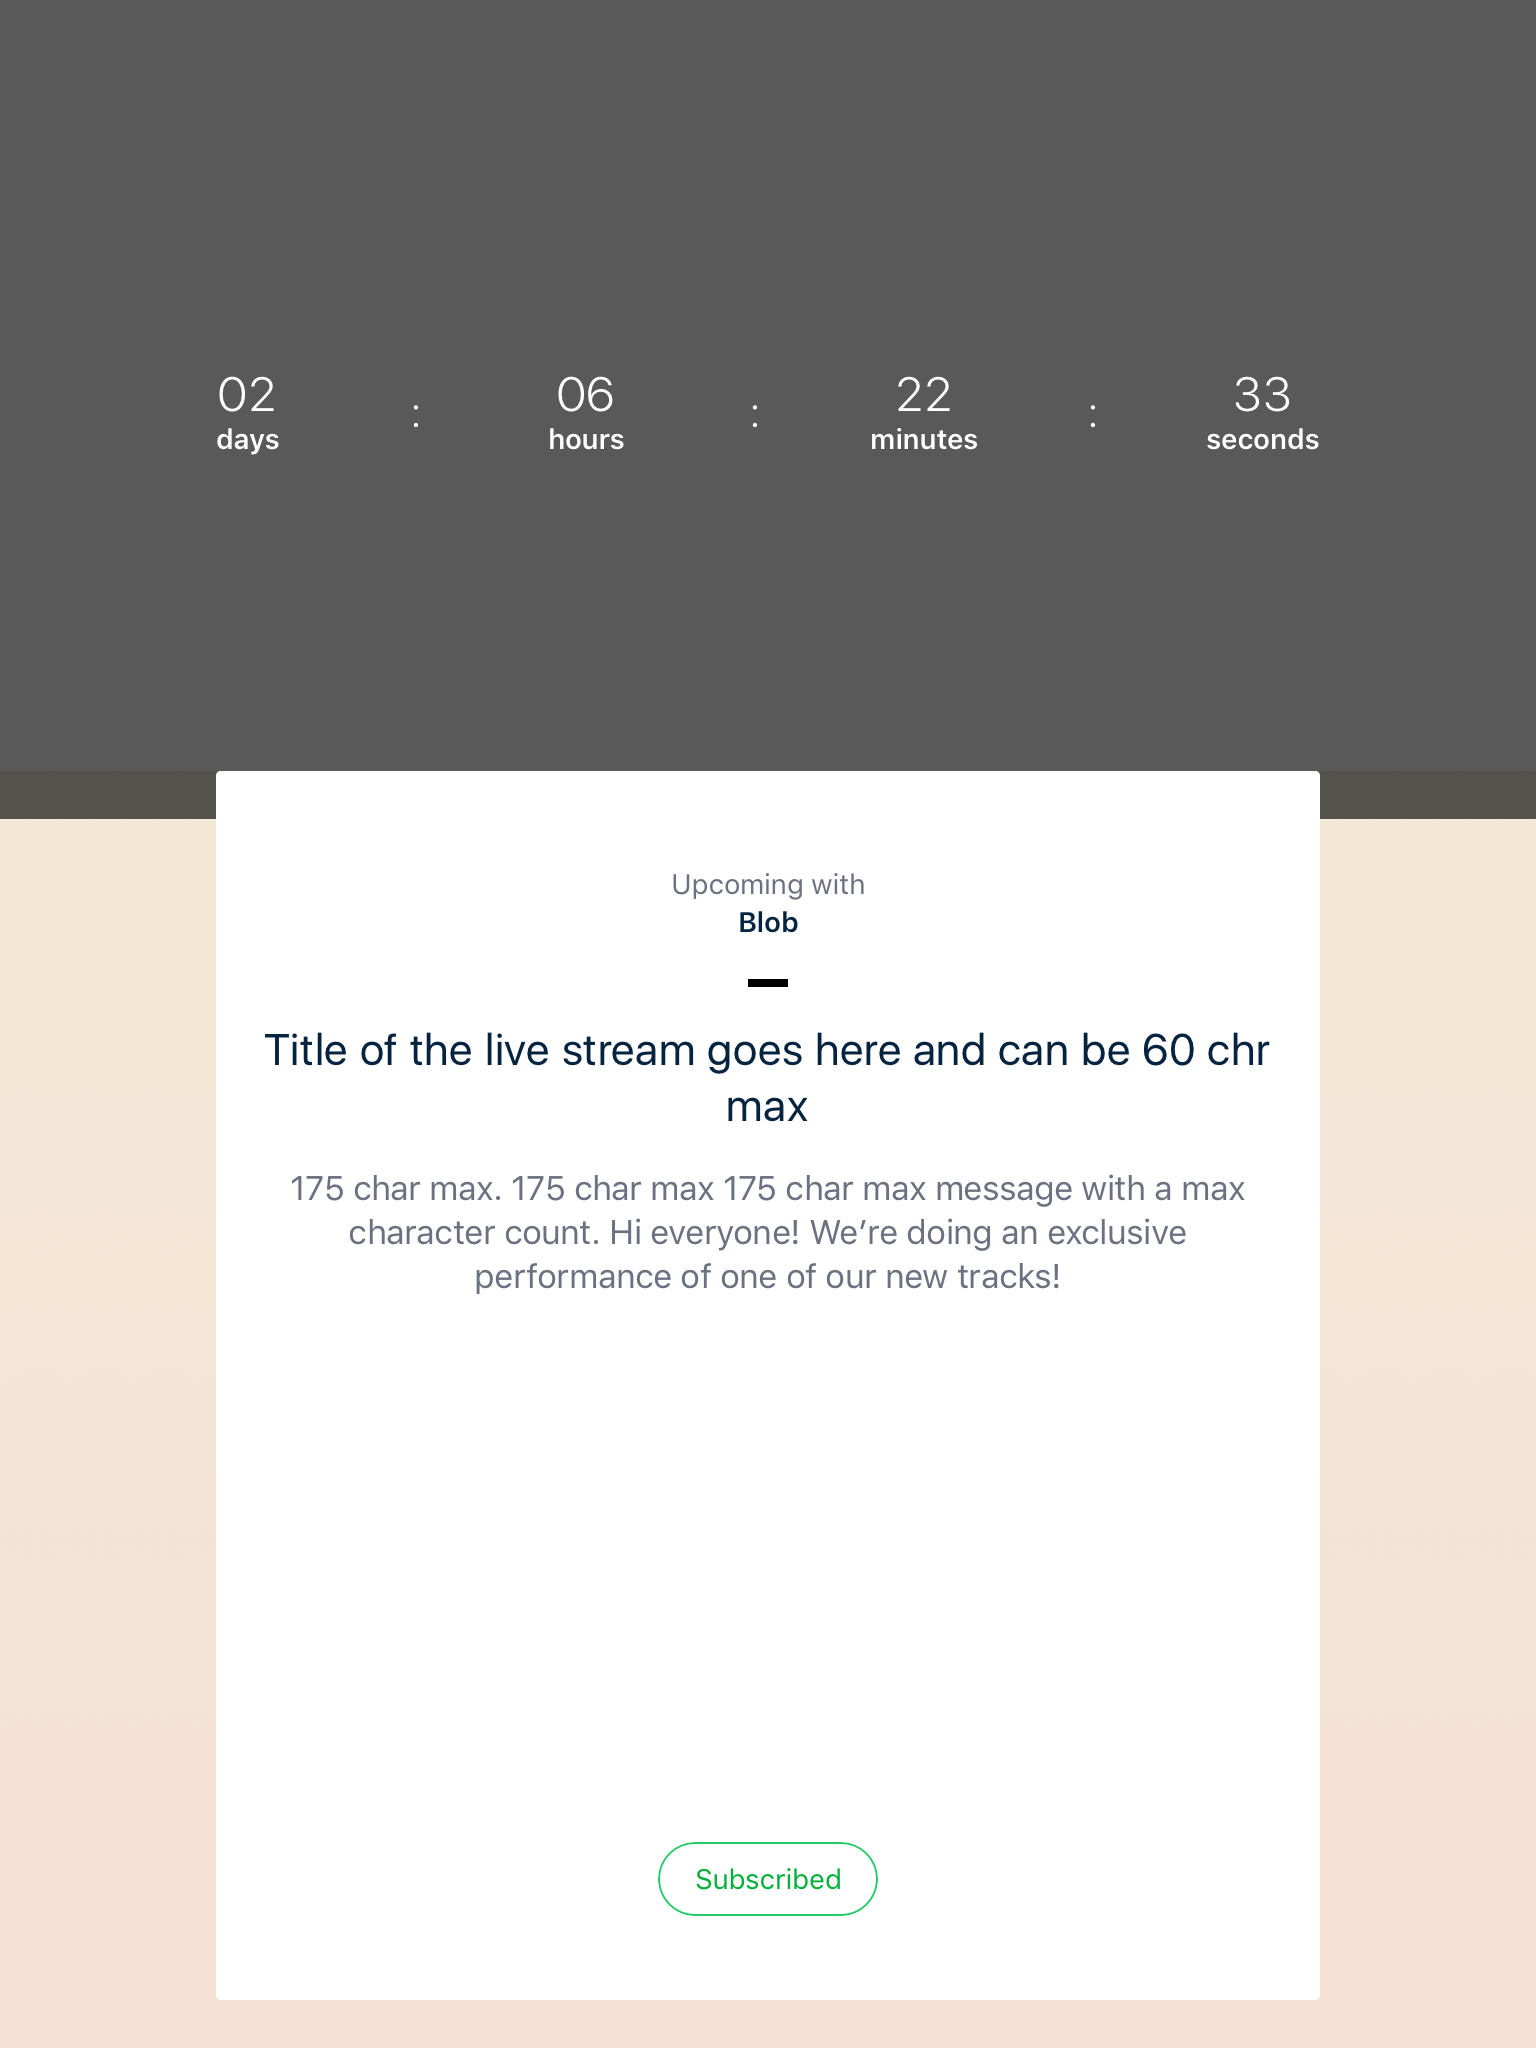 02 : 06 : 22 : 33
days hours minutes seconds
Upcoming with
Blob
Title of the live stream goes here and can be 60 chr
max
175 char max. 175 char max 175 char max message with a max
character count. Hi everyone! We’re doing an exclusive
performance of one of our new tracks!
Subscribed